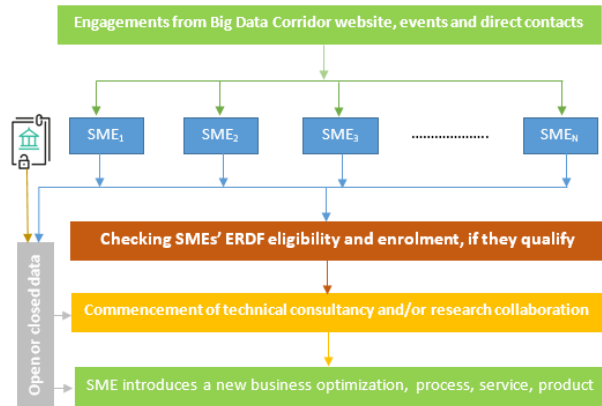 Engagements from Big Data Corridor website, events and direct contacts
SME₁ SME₂ SME₃ .................... SMEₙ
Checking SMEs’ ERDF eligibility and enrolment, if they qualify
Open or closed data
Commencement of technical consultancy and/or research collaboration
SME introduces a new business optimization, process, service, product